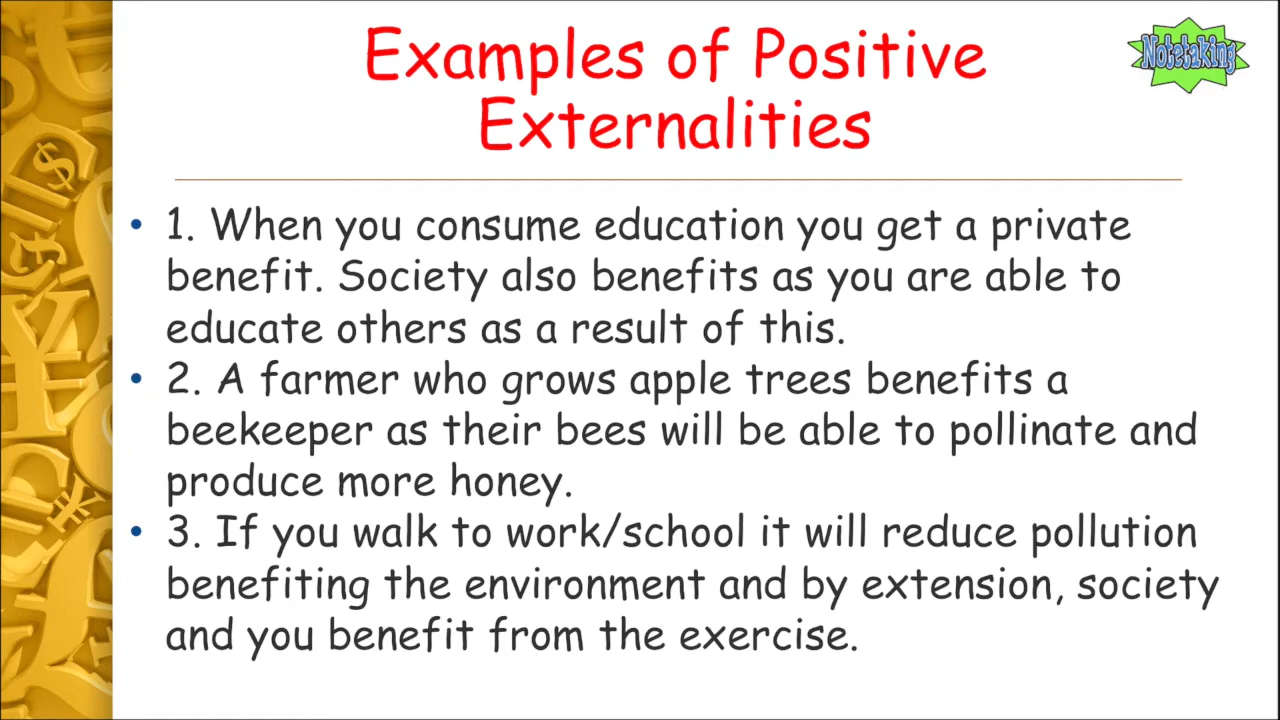 Examples of Positive
Externalities
Notetaking
• 1. When you consume education you get a private
benefit. Society also benefits as you are able to
educate others as a result of this.
• 2. A farmer who grows apple trees benefits a
beekeeper as their bees will be able to pollinate and
produce more honey.
• 3. If you walk to work/school it will reduce pollution
benefiting the environment and by extension, society
and you benefit from the exercise.